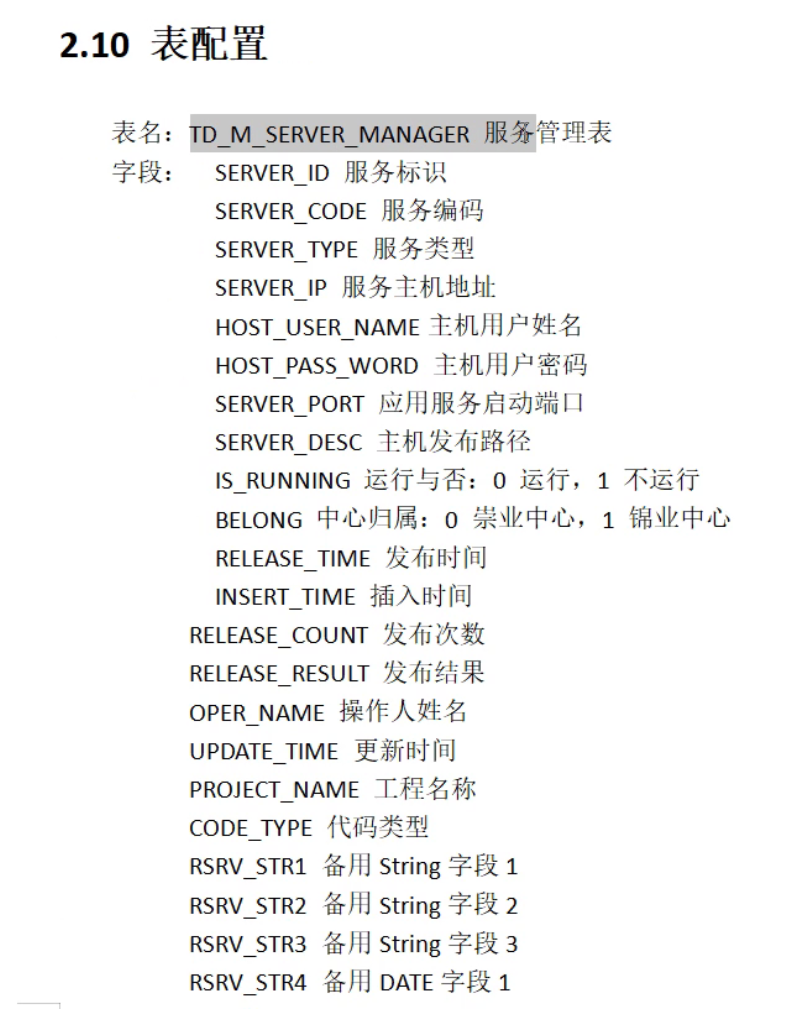 2.10 表配置
表名：TD_M_SERVER_MANAGER 服务管理表
字段： SERVER_ID 服务标识
SERVER_CODE 服务编码
SERVER_TYPE 服务类型
SERVER_IP 服务主机地址
HOST_USER_NAME 主机用户姓名
HOST_PASS_WORD 主机用户密码
SERVER_PORT 应用服务启动端口
SERVER_DESC 主机发布路径
IS_RUNNING 运行与否：0 运行，1 不运行
BELONG 中心归属：0 崇业中心，1 锦业中心
RELEASE_TIME 发布时间
INSERT_TIME 插入时间
RELEASE_COUNT 发布次数
RELEASE_RESULT 发布结果
OPER_NAME 操作人姓名
UPDATE_TIME 更新时间
PROJECT_NAME 工程名称
CODE_TYPE 代码类型
RSRV_STR1 备用 String 字段 1
RSRV_STR2 备用 String 字段 2
RSRV_STR3 备用 String 字段 3
RSRV_STR4 备用 DATE 字段 1